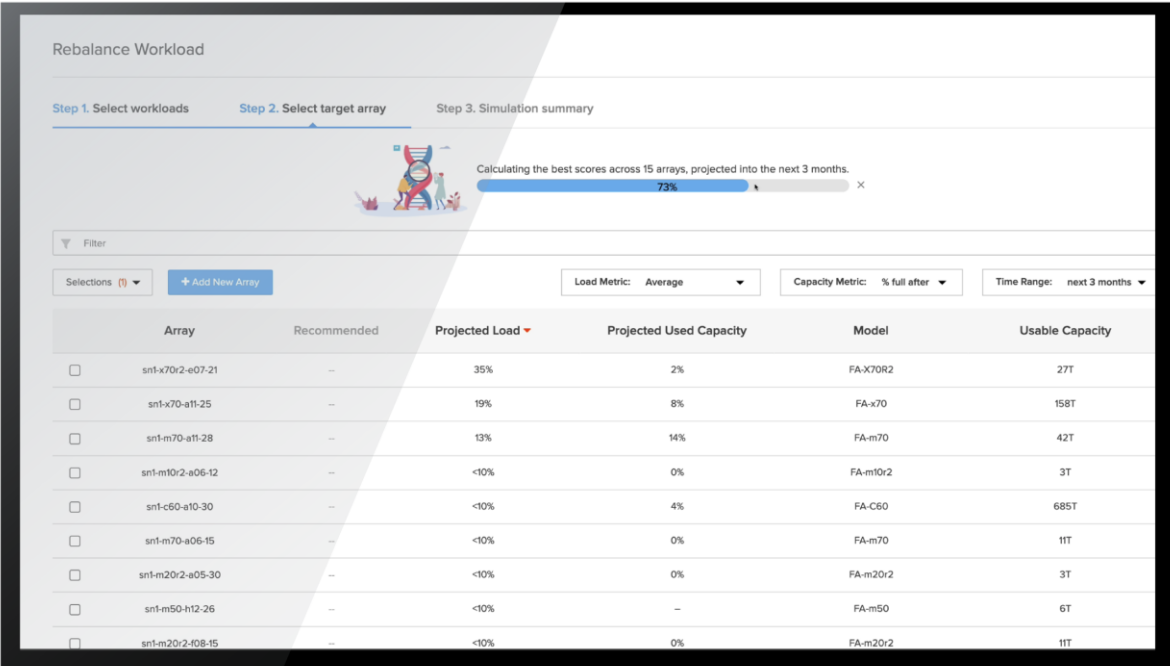 Rebalance Workload
Step 1. Select workloads Step 2. Select target array Step 3. Simulation summary
Calculating the best scores across 15 arrays, projected into the next 3 months.
73%
Filter
Selections (1) + Add New Array Load Metric: Average Capacity Metric: % full after Time Range: next 3 months
Array Recommended Projected Load Projected Used Capacity Model Usable Capacity
sn1-x70r2-e07-21 -- 35% 2% FA-X70R2 27T
sn1-x70-a11-25 -- 19% 8% FA-x70 158T
sn1-m70-a11-28 -- 13% 14% FA-m70 42T
sn1-m10r2-a06-12 -- <10% 0% FA-m10r2 3T
sn1-c60-a10-30 -- <10% 4% FA-C60 685T
sn1-m70-a06-15 -- <10% 0% FA-m70 11T
sn1-m20r2-a05-30 -- <10% 0% FA-m20r2 3T
sn1-m50-h12-26 -- <10% – FA-m50 6T
sn1-m20r2-f08-15 -- <10% 0% FA-m20r2 11T